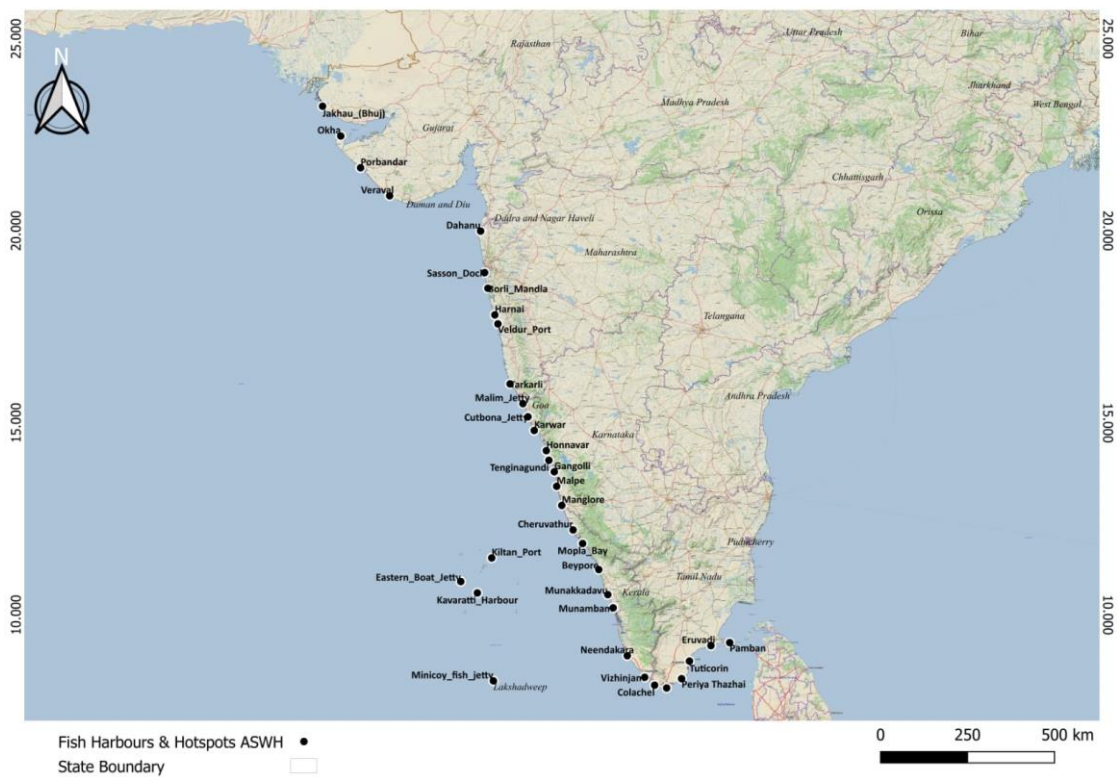 25.000
25.000
20.000
20.000
15.000
15.000
10.000
10.000
N
Rajasthan
Uttar Pradesh
Bihar
Jharkhand
West Bengal
Madhya Pradesh
Jakhau_(Bhuj)
Okha
Gujarat
Porbandar
Chhattisgarh
Veraval
Daman and Diu
Orissa
Dahanu
Dadra and Nagar Haveli
Maharashtra
Sasson_Dock
Borli_Mandla
Harnai
Telangana
Veldur_Port
Tarkarli
Malim_Jetty
Goa
Andhra Pradesh
Cutbona_Jetty
Karwar
Karnataka
Honnavar
Tenginagundi
Gangolli
Malpe
Manglore
Cheruvathur
Puducherry
Kiltan_Port
Mopla_Bay
Beypore
Eastern_Boat_Jetty
Tamil Nadu
Kavaratti_Harbour
Munakkadavu
Kerala
Munamban
Eruvadi
Pamban
Neendakara
Tuticorin
Minicoy_fish_jetty
Vizhinjan
Periya Thazhai
Lakshadweep
Colachel
Fish Harbours & Hotspots ASWH
State Boundary
0 250 500 km